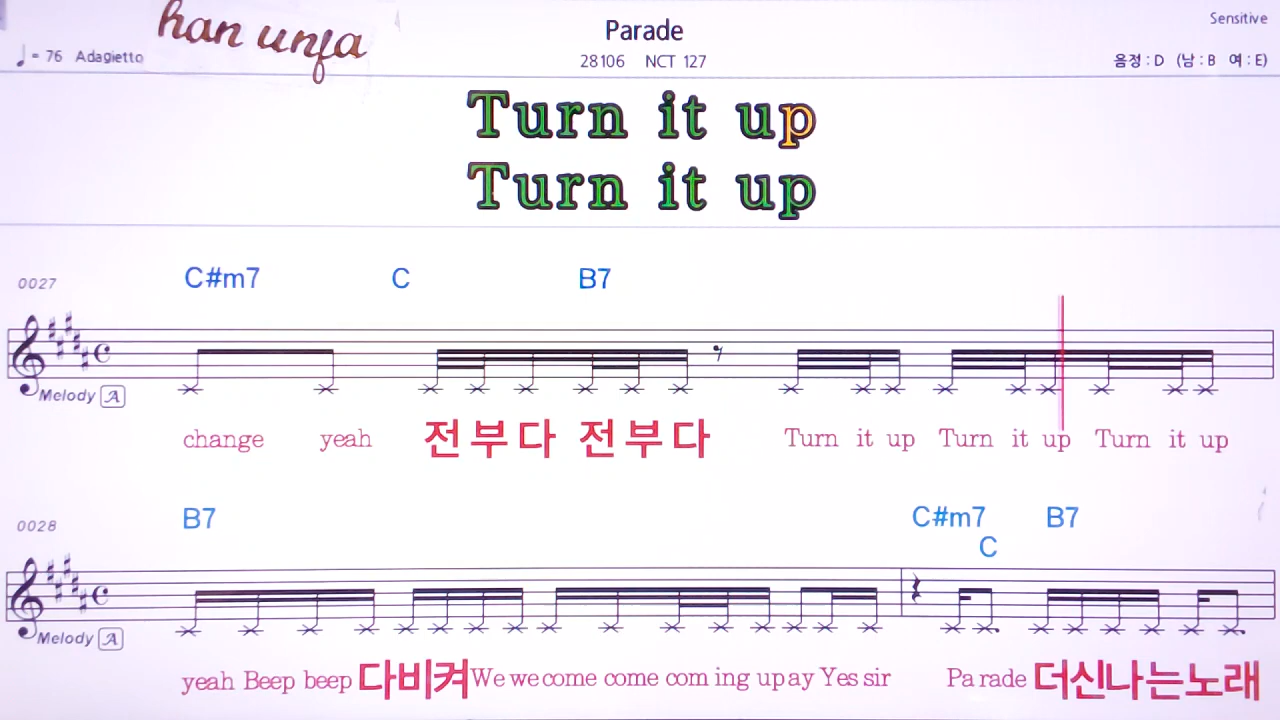 han unfa
Parade
Sensitive
♩= 76 Adagietto
28106 NCT 127
음정 : D (남 : B 여 : E)
Turn it up
Turn it up
0027
C#m7 C B7
Melody A
change yeah 전부다 전부다 Turn it up Turn it up Turn it up
0028
B7 C#m7 B7
C
Melody A
yeah Beep beep 다비켜 We we come come com ing up ay Yes sir Pa rade 더신나는노래